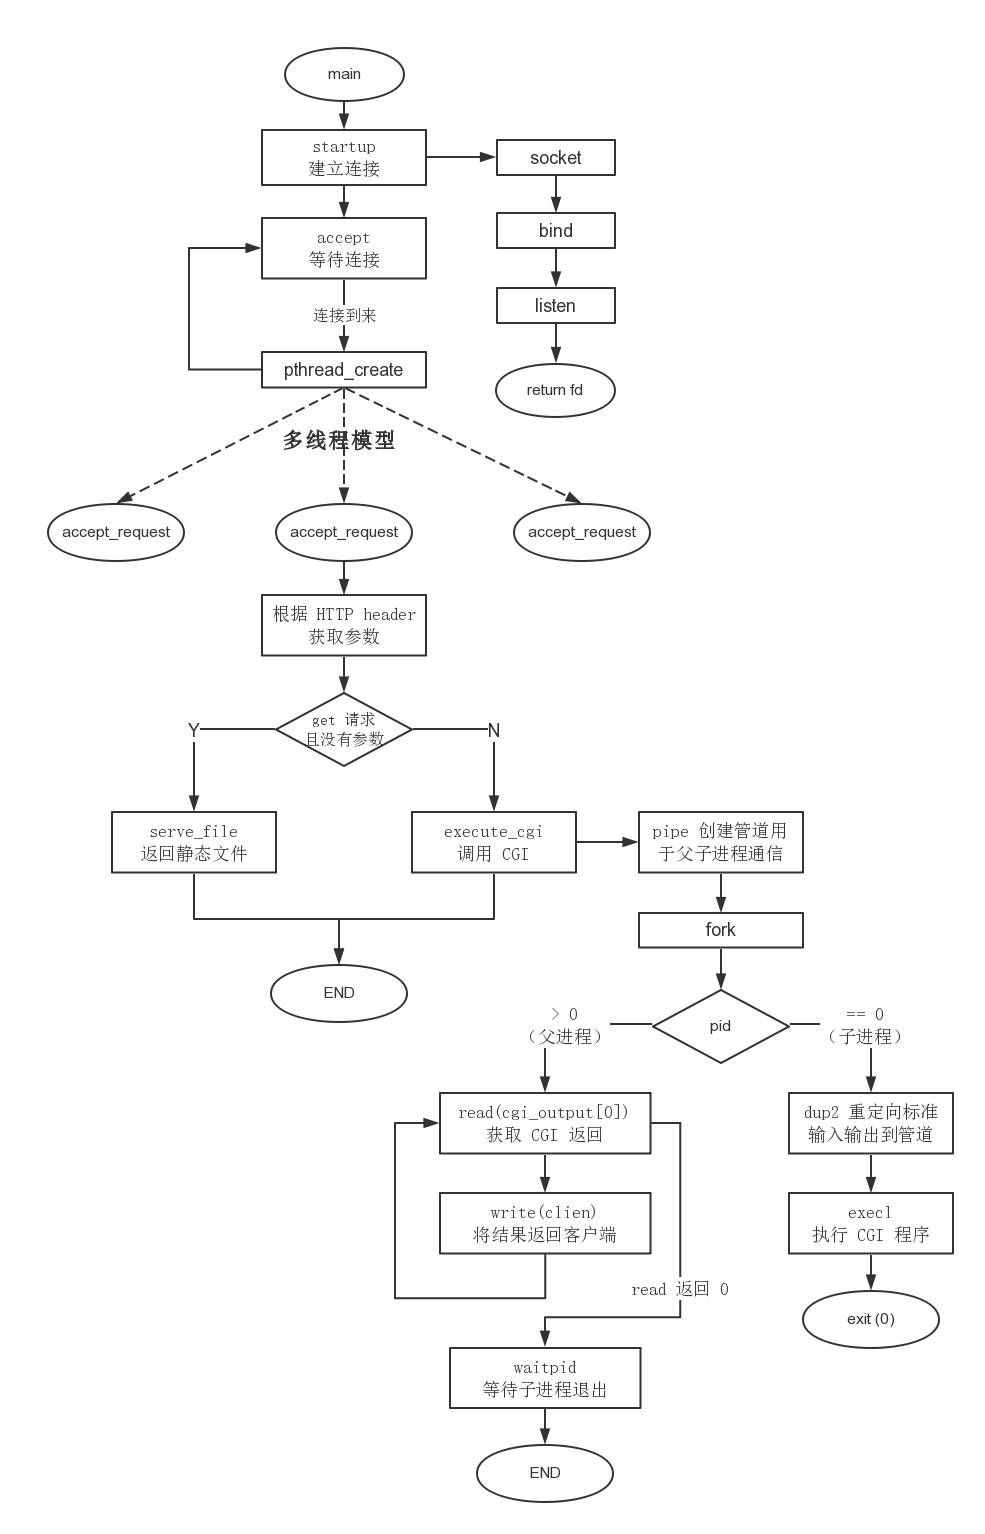 main
startup
建立连接
socket
accept
等待连接
bind
连接到来
listen
pthread_create
return fd
多线程模型
accept_request
accept_request
accept_request
根据 HTTP header
获取参数
get 请求
且没有参数
Y
N
serve_file
返回静态文件
execute_cgi
调用 CGI
pipe 创建管道用
于父子进程通信
fork
END
pid
> 0
（父进程）
== 0
（子进程）
read(cgi_output[0])
获取 CGI 返回
dup2 重定向标准
输入输出到管道
write(clien)
将结果返回客户端
execl
执行 CGI 程序
read 返回 0
exit (0)
waitpid
等待子进程退出
END